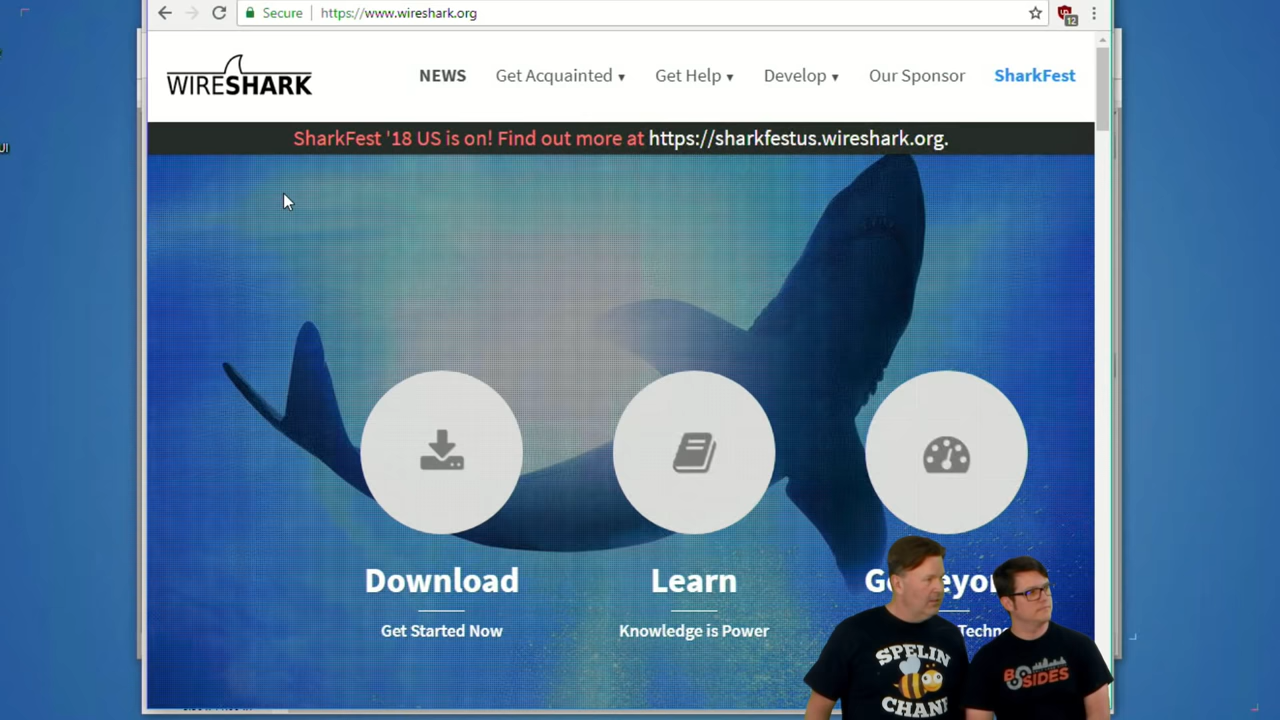 Secure
https://www.wireshark.org
12
WIRESHARK
NEWS
Get Acquainted ▾
Get Help ▾
Develop ▾
Our Sponsor
SharkFest
SharkFest '18 US is on! Find out more at https://sharkfestus.wireshark.org.
Download
Learn
Get Started Now
Knowledge is Power
SPELIN
CHAN
BSIDES